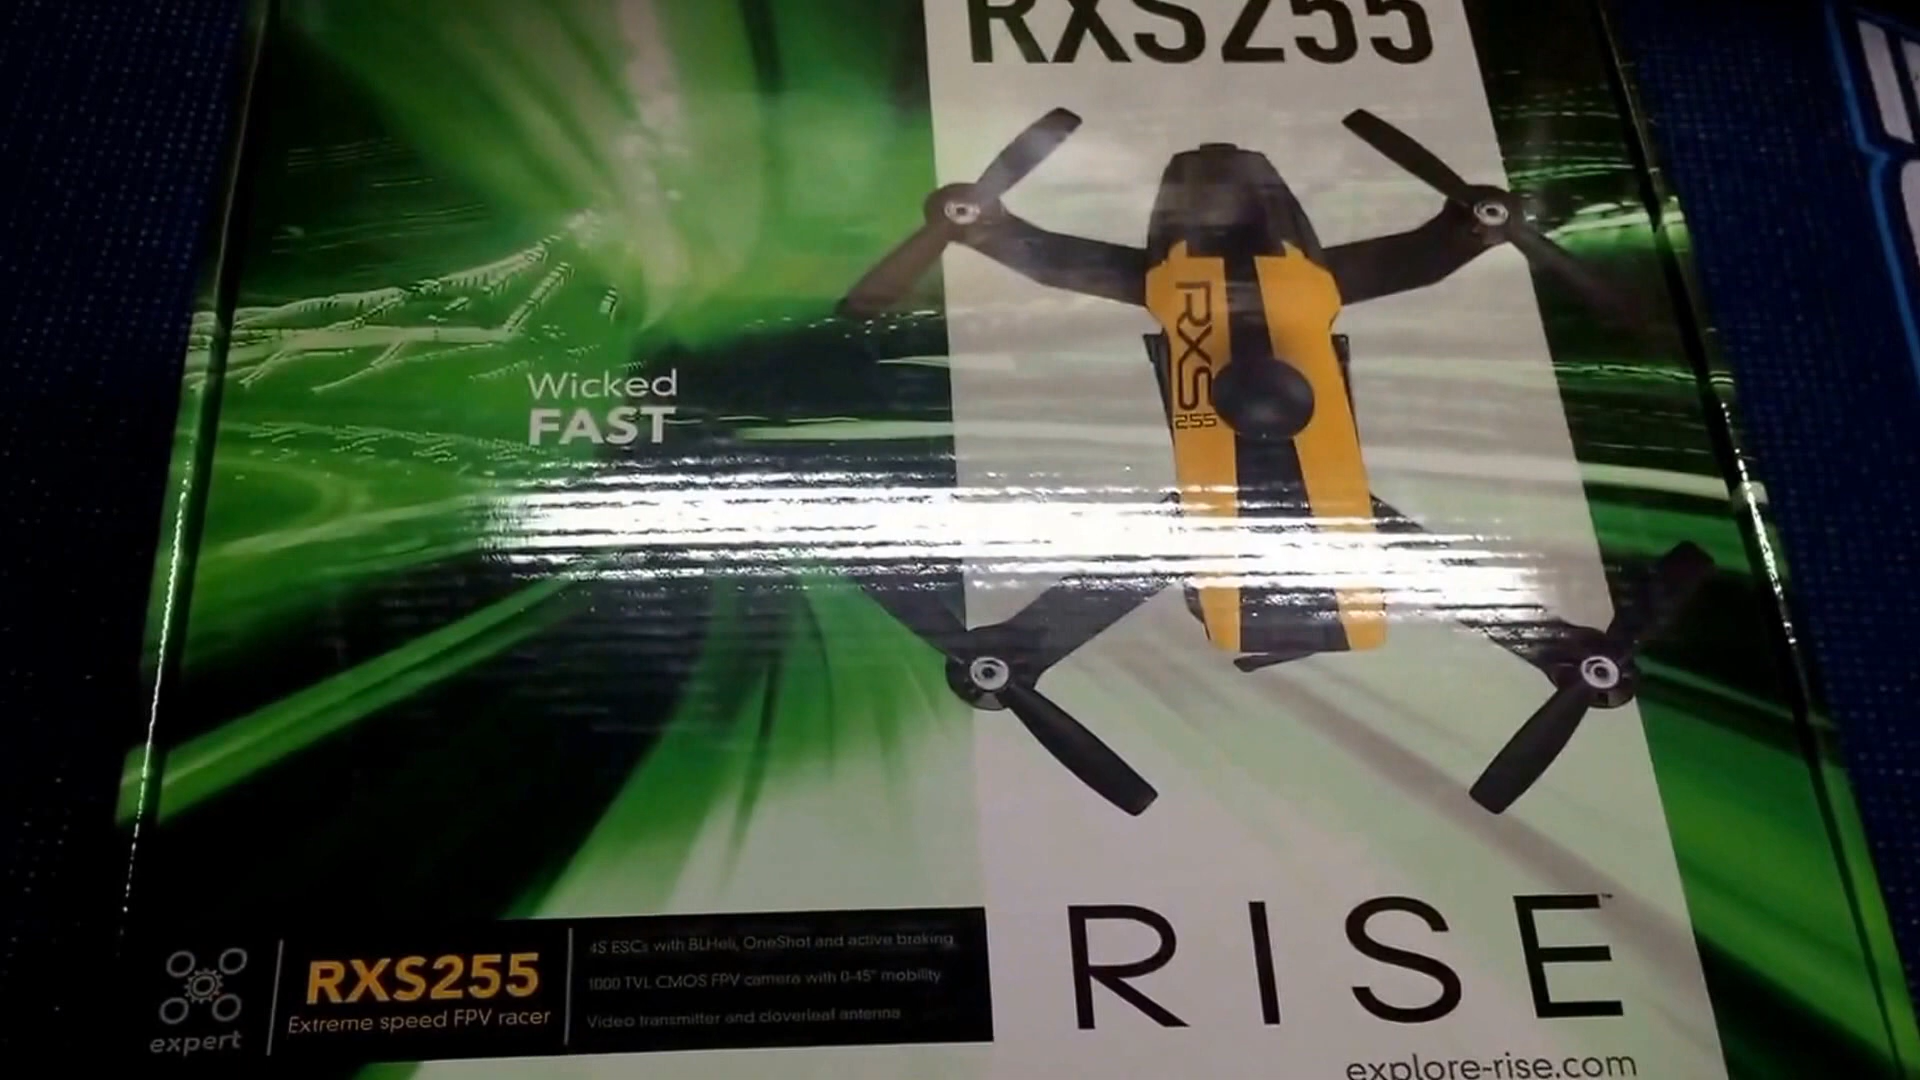 RXS255
RXS
255
Wicked
FAST
expert
RXS255
Extreme speed FPV racer
4S ESCs with BLHeli, OneShot and active braking
1000 TVL CMOS FPV camera with 0-45° mobility
Video transmitter and cloverleaf antenna
RISE™
explore-rise.com